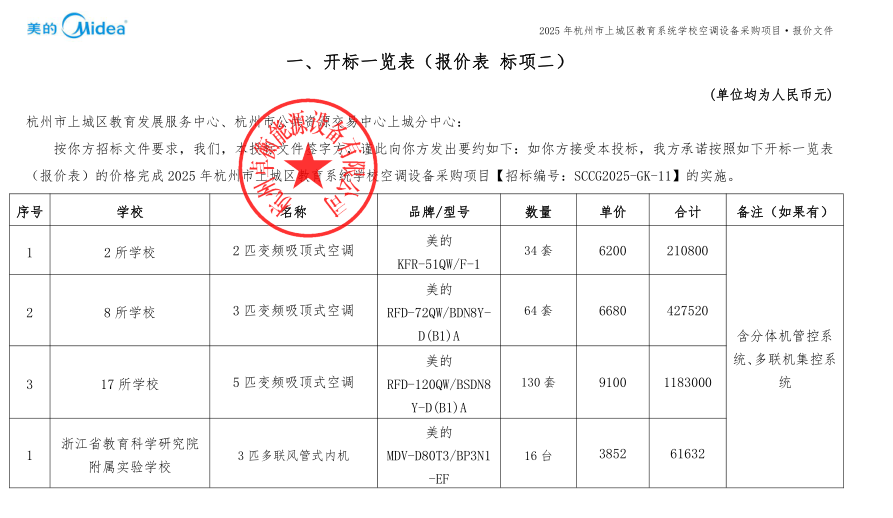 美的 Midea
2025 年杭州市上城区教育系统学校空调设备采购项目·报价文件
一、开标一览表（报价表 标项二）
(单位均为人民币元)
杭州市上城区教育发展服务中心、杭州市公共资源交易中心上城分中心：
按你方招标文件要求，我们，本投标文件签字方，谨此向你方发出要约如下：如你方接受本投标，我方承诺按照如下开标一览表
（报价表）的价格完成 2025 年杭州市上城区教育系统学校空调设备采购项目【招标编号：SCCG2025-GK-11】的实施。
杭州卓衡能源设备有限公司
序号 学校 名称 品牌/型号 数量 单价 合计 备注（如果有）
1 2 所学校 2 匹变频吸顶式空调 美的 34 套 6200 210800
KFR-51QW/F-1
2 8 所学校 3 匹变频吸顶式空调 美的 64 套 6680 427520
RFD-72QW/BDN8Y-
D(B1)A
3 17 所学校 5 匹变频吸顶式空调 美的 130 套 9100 1183000
RFD-120QW/BSDN8
Y-D(B1)A
1 浙江省教育科学研究院 3 匹多联风管式内机 美的 16 台 3852 61632
附属实验学校 MDV-D80T3/BP3N1
-EF
含分体机管控系
统、多联机集控系
统